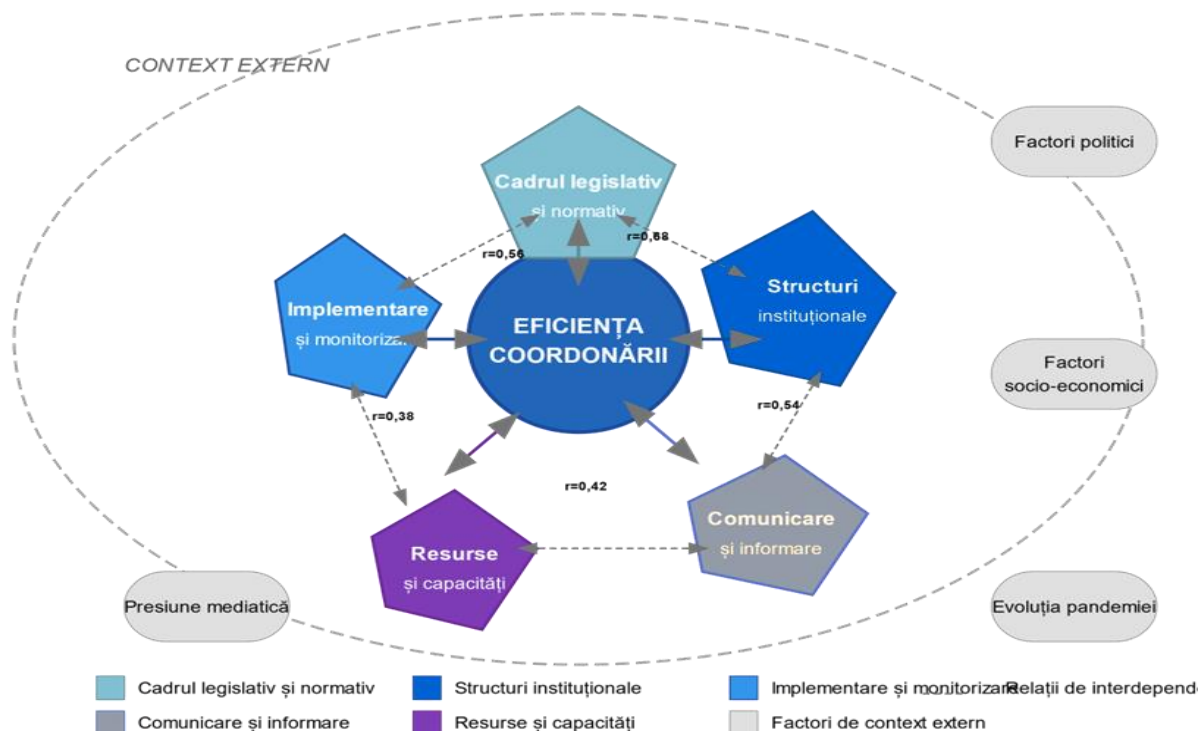 CONTEXT EXTERN
Factori politici
Cadrul legislativ
și normativ
r=0,56
r=0,68
Structuri
instituționale
Implementare
și monitorizar
EFICIENȚA
COORDONĂRII
Factori
socio-economici
r=0,38
r=0,54
r=0,42
Comunicare
și informare
Resurse
și capacități
Presiune mediatică
Evoluția pandemiei
Cadrul legislativ și normativ
Structuri instituționale
Implementare și monitorizare
Relații de interdepende
Comunicare și informare
Resurse și capacități
Factori de context extern